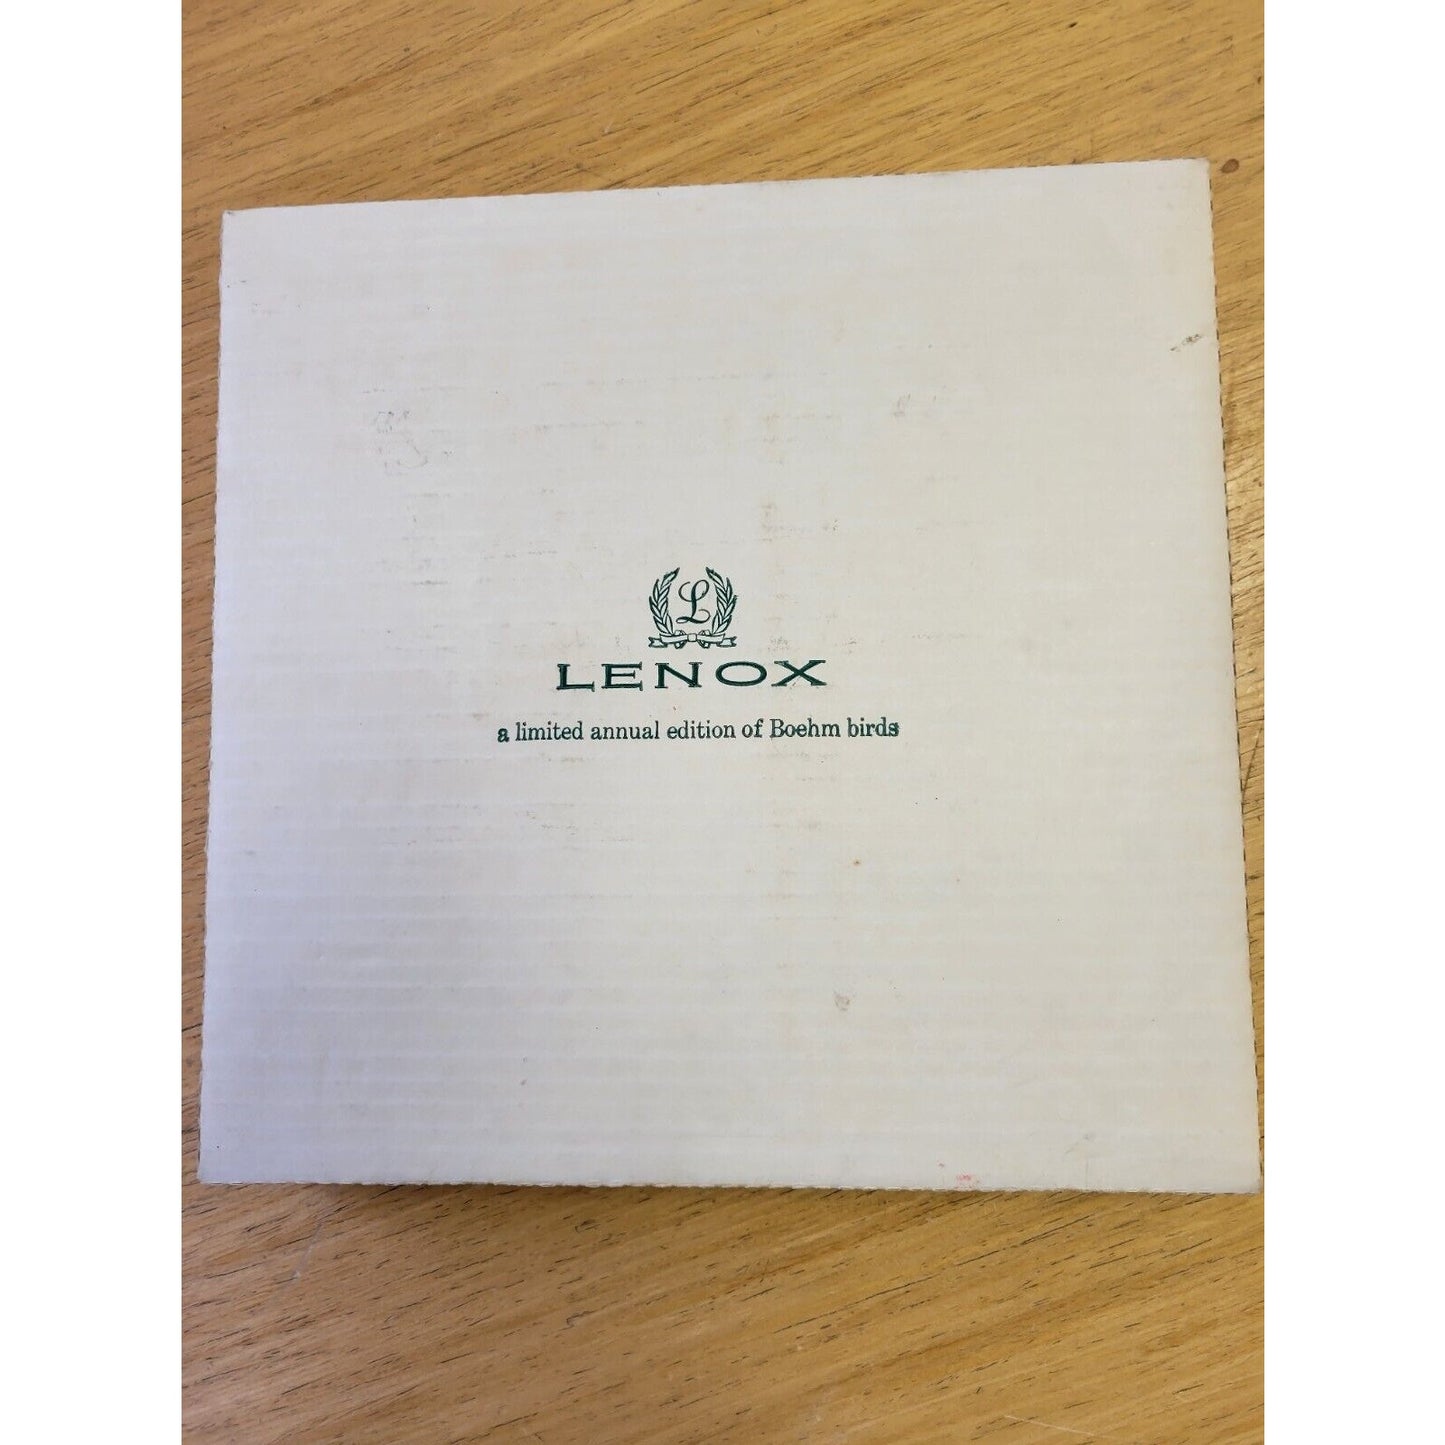 L
LENOX
a limited annual edition of Boehm birds